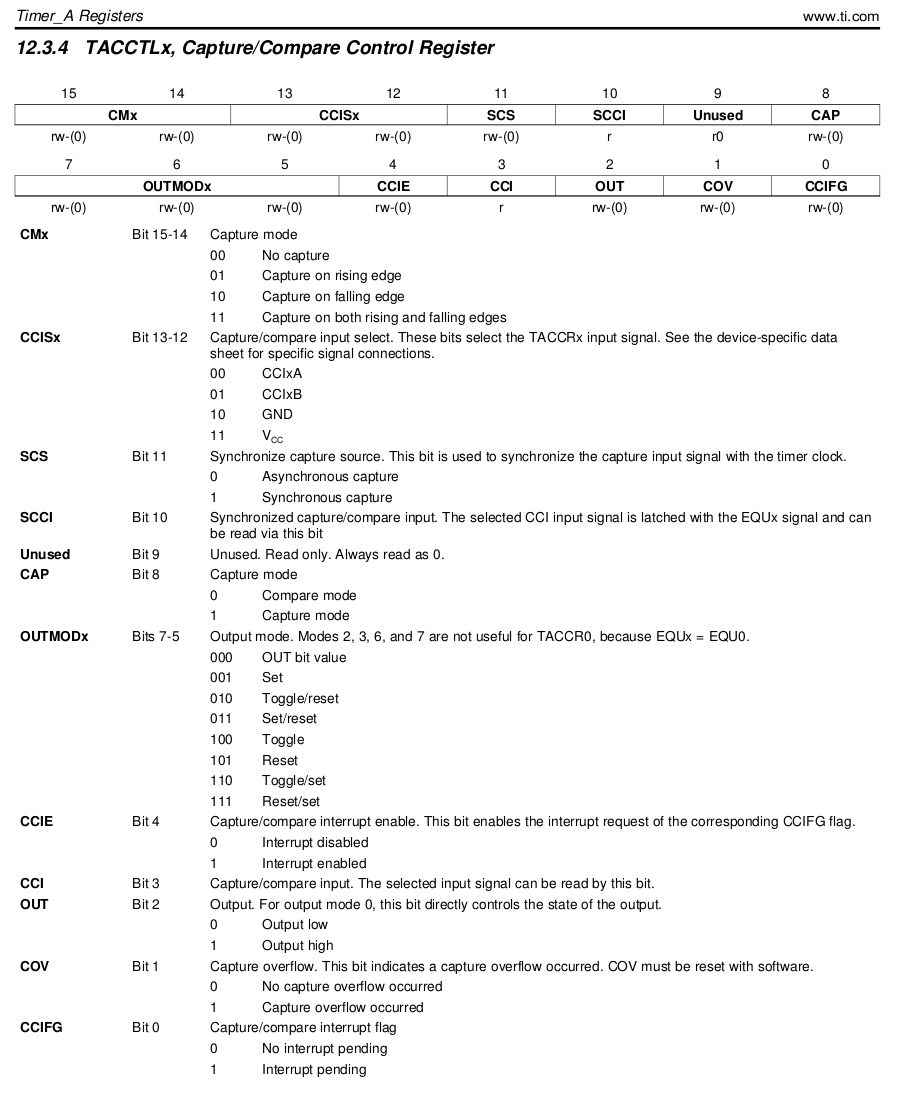 Timer_A Registers www.ti.com
12.3.4 TACCTLx, Capture/Compare Control Register
15 14 13 12 11 10 9 8
CMx CCISx SCS SCCI Unused CAP
rw-(0) rw-(0) rw-(0) rw-(0) rw-(0) r r0 rw-(0)
7 6 5 4 3 2 1 0
OUTMODx CCIE CCI OUT COV CCIFG
rw-(0) rw-(0) rw-(0) rw-(0) r rw-(0) rw-(0) rw-(0)
CMx Bit 15-14 Capture mode
00 No capture
01 Capture on rising edge
10 Capture on falling edge
11 Capture on both rising and falling edges
CCISx Bit 13-12 Capture/compare input select. These bits select the TACCRx input signal. See the device-specific data
sheet for specific signal connections.
00 CCIxA
01 CCIxB
10 GND
11 VCC
SCS Bit 11 Synchronize capture source. This bit is used to synchronize the capture input signal with the timer clock.
0 Asynchronous capture
1 Synchronous capture
SCCI Bit 10 Synchronized capture/compare input. The selected CCI input signal is latched with the EQUx signal and can
be read via this bit
Unused Bit 9 Unused. Read only. Always read as 0.
CAP Bit 8 Capture mode
0 Compare mode
1 Capture mode
OUTMODx Bits 7-5 Output mode. Modes 2, 3, 6, and 7 are not useful for TACCR0, because EQUx = EQU0.
000 OUT bit value
001 Set
010 Toggle/reset
011 Set/reset
100 Toggle
101 Reset
110 Toggle/set
111 Reset/set
CCIE Bit 4 Capture/compare interrupt enable. This bit enables the interrupt request of the corresponding CCIFG flag.
0 Interrupt disabled
1 Interrupt enabled
CCI Bit 3 Capture/compare input. The selected input signal can be read by this bit.
OUT Bit 2 Output. For output mode 0, this bit directly controls the state of the output.
0 Output low
1 Output high
COV Bit 1 Capture overflow. This bit indicates a capture overflow occurred. COV must be reset with software.
0 No capture overflow occurred
1 Capture overflow occurred
CCIFG Bit 0 Capture/compare interrupt flag
0 No interrupt pending
1 Interrupt pending